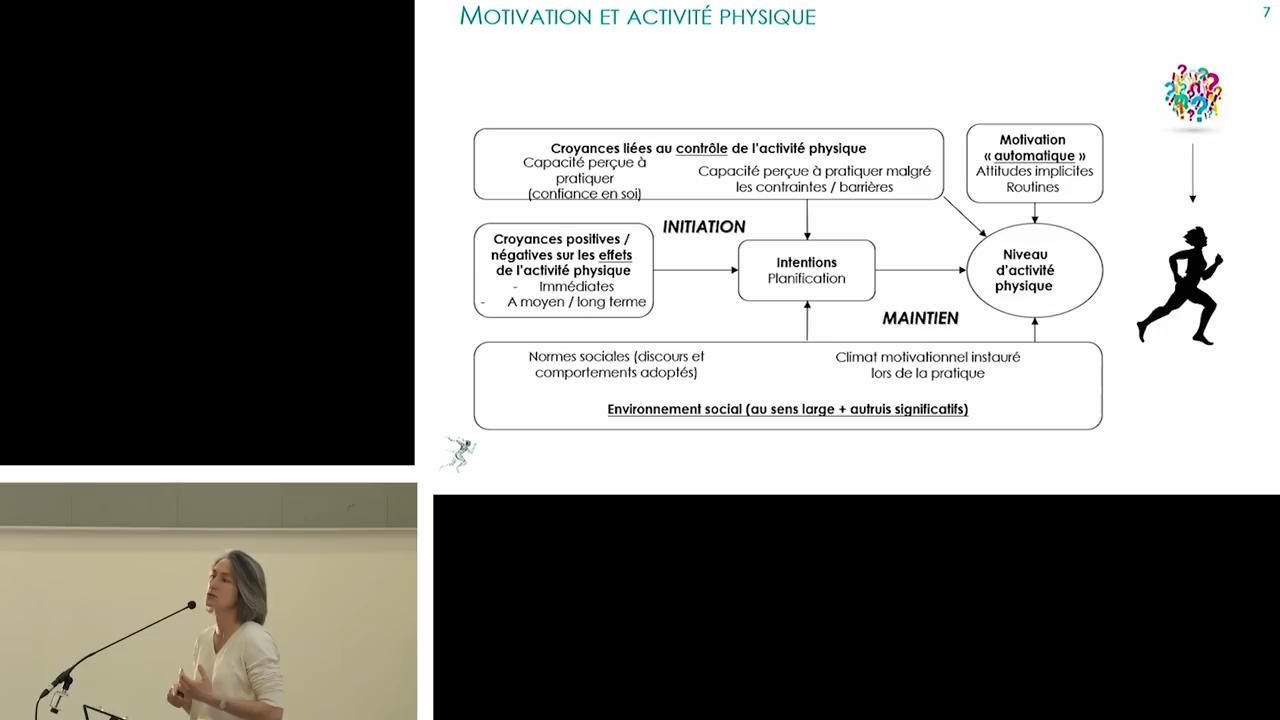 MOTIVATION ET ACTIVITÉ PHYSIQUE
7
Croyances liées au contrôle de l'activité physique
Capacité perçue à
pratiquer
(confiance en soi)
Capacité perçue à pratiquer malgré
les contraintes / barrières
Motivation
« automatique »
Attitudes implicites
Routines
INITIATION
Croyances positives /
négatives sur les effets
de l'activité physique
- Immédiates
- A moyen / long terme
Intentions
Planification
Niveau
d'activité
physique
MAINTIEN
Normes sociales (discours et
comportements adoptés)
Climat motivationnel instauré
lors de la pratique
Environnement social (au sens large + autruis significatifs)